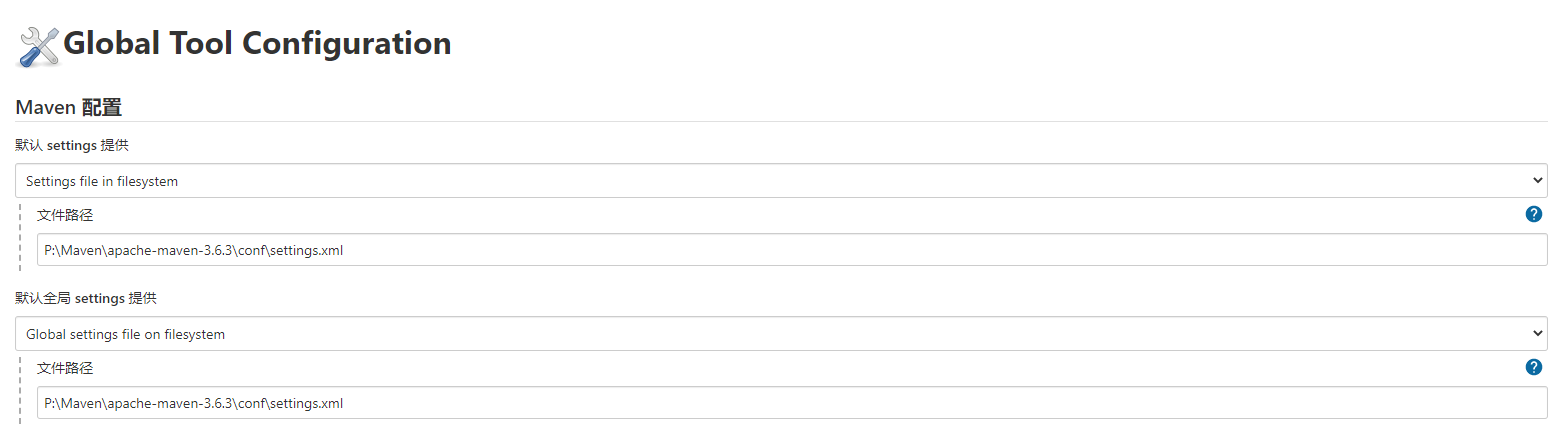 Global Tool Configuration
Maven 配置
默认 settings 提供
Settings file in filesystem
文件路径
?
P:\Maven\apache-maven-3.6.3\conf\settings.xml
默认全局 settings 提供
Global settings file on filesystem
文件路径
?
P:\Maven\apache-maven-3.6.3\conf\settings.xml